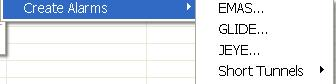 Create Alarms
EMAS...
GLIDE...
JEYE...
Short Tunnels